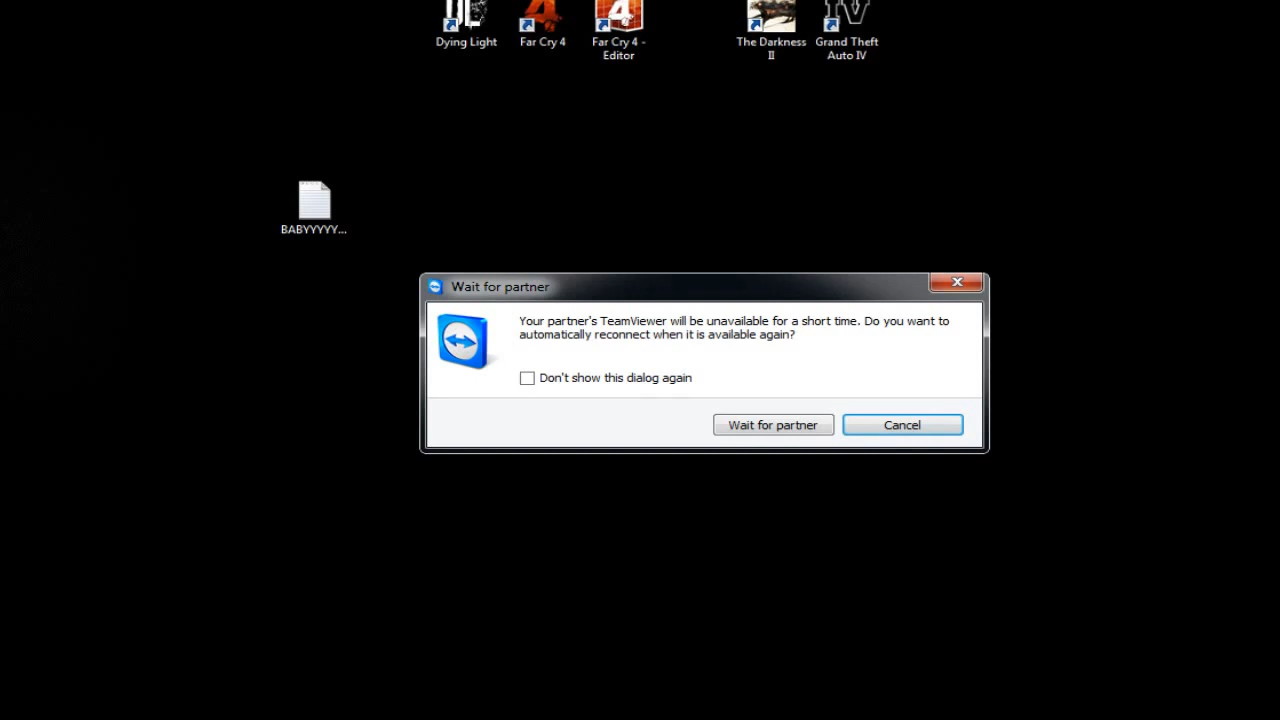 Dying Light
Far Cry 4
Far Cry 4 -
Editor
The Darkness
II
Grand Theft
Auto IV
BABYYYYY...
Wait for partner
Your partner's TeamViewer will be unavailable for a short time. Do you want to
automatically reconnect when it is available again?
Don't show this dialog again
Wait for partner
Cancel